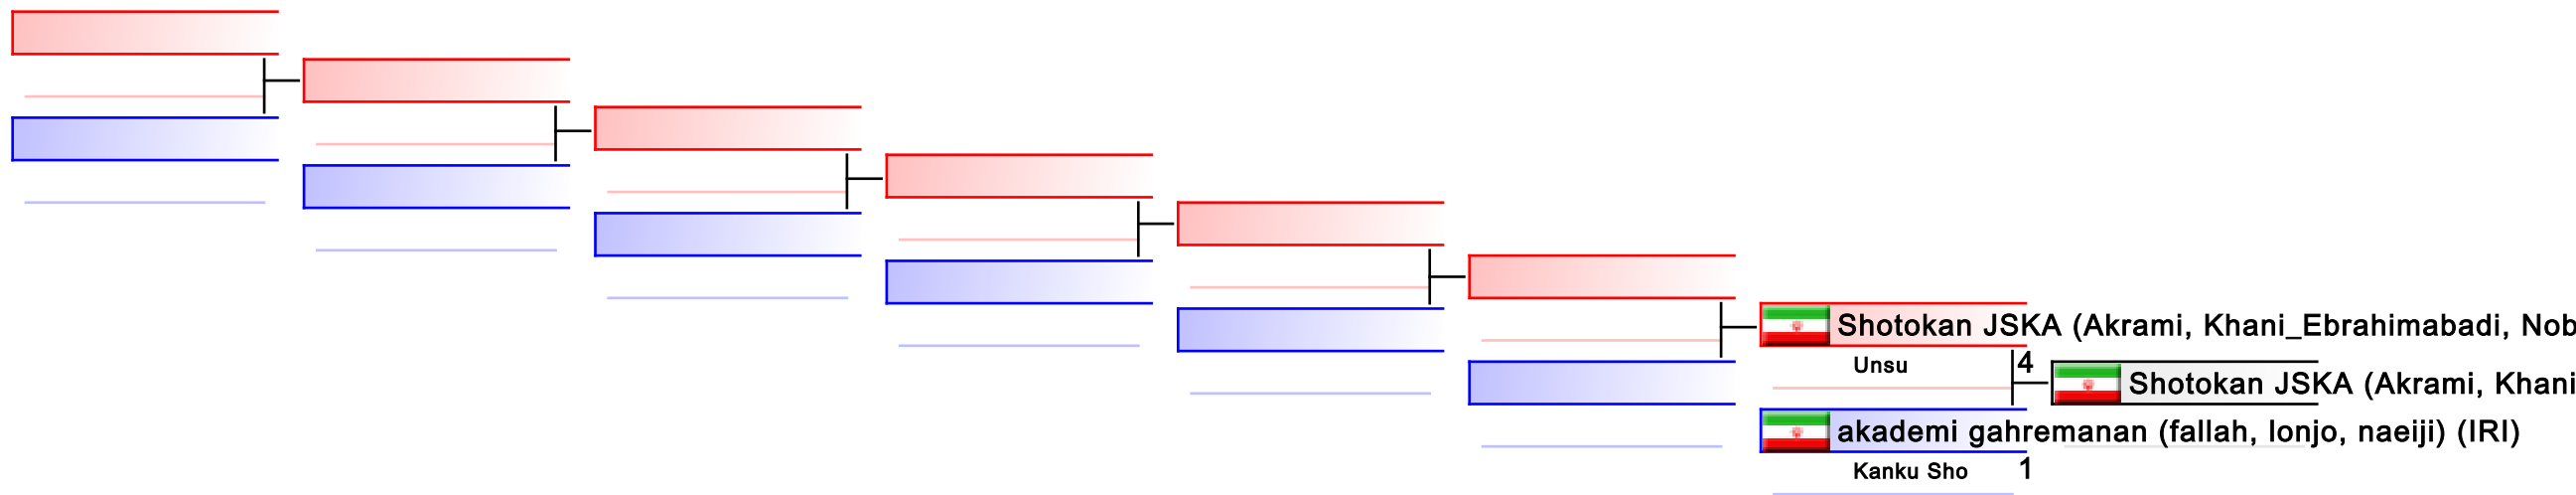 Shotokan JSKA (Akrami, Khani_Ebrahimabadi, Nob
Unsu 4
Shotokan JSKA (Akrami, Khani
akademi gahremanan (fallah, lonjo, naeiji) (IRI)
Kanku Sho 1